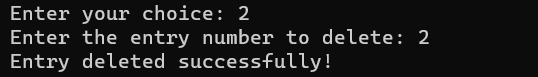 Enter your choice: 2
Enter the entry number to delete: 2
Entry deleted successfully!